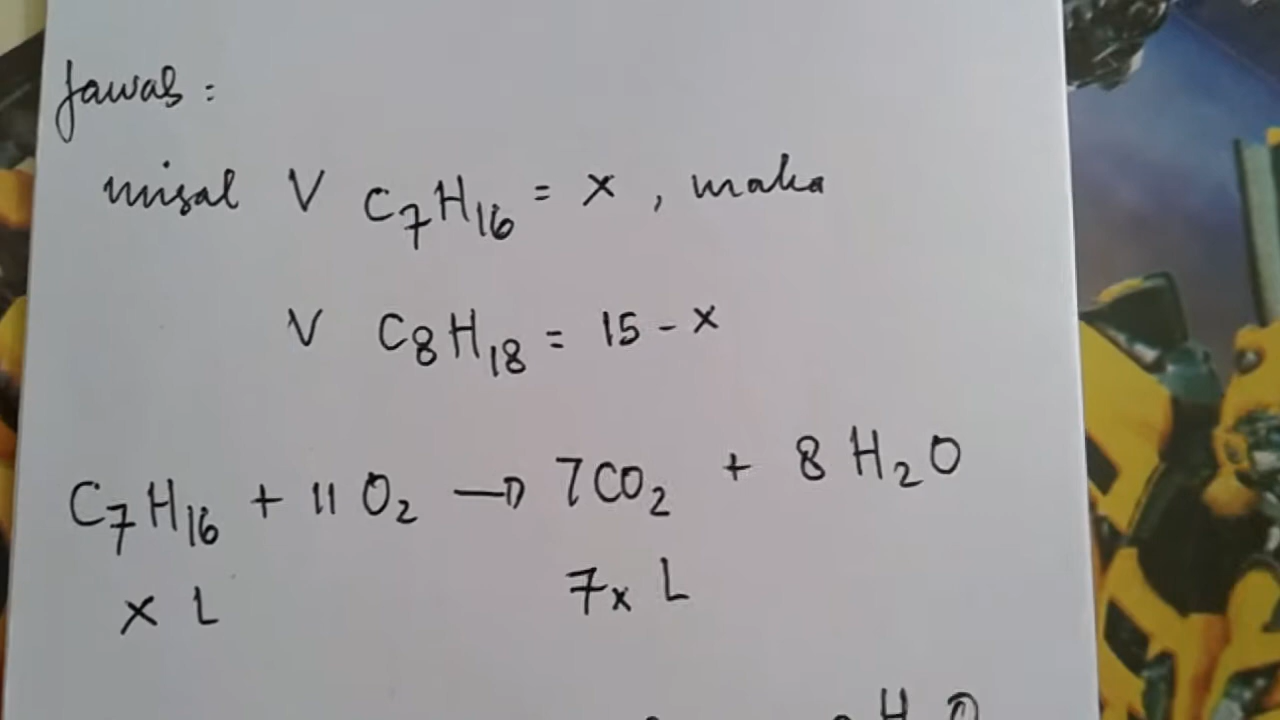 Jawab :
misal V C₇H₁₆ = x , maka
V C₈H₁₈ = 15 - x
C₇H₁₆ + 11 O₂ → 7CO₂ + 8 H₂O
x L 7x L